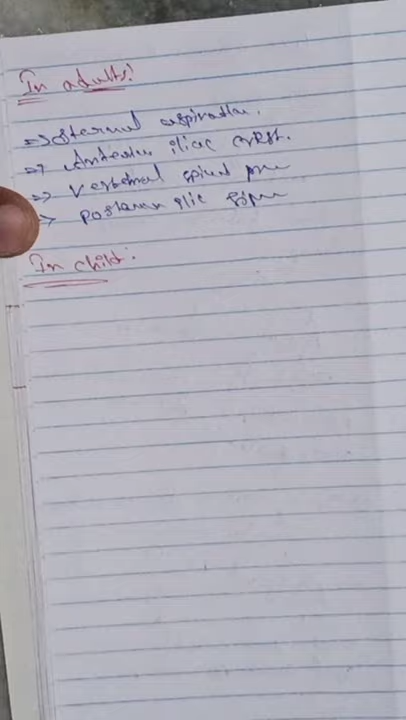 In adults:
=> Sternal aspiration.
=> Anterior iliac crest.
=> Vertebral spinal
=> Posterior iliac
In child: